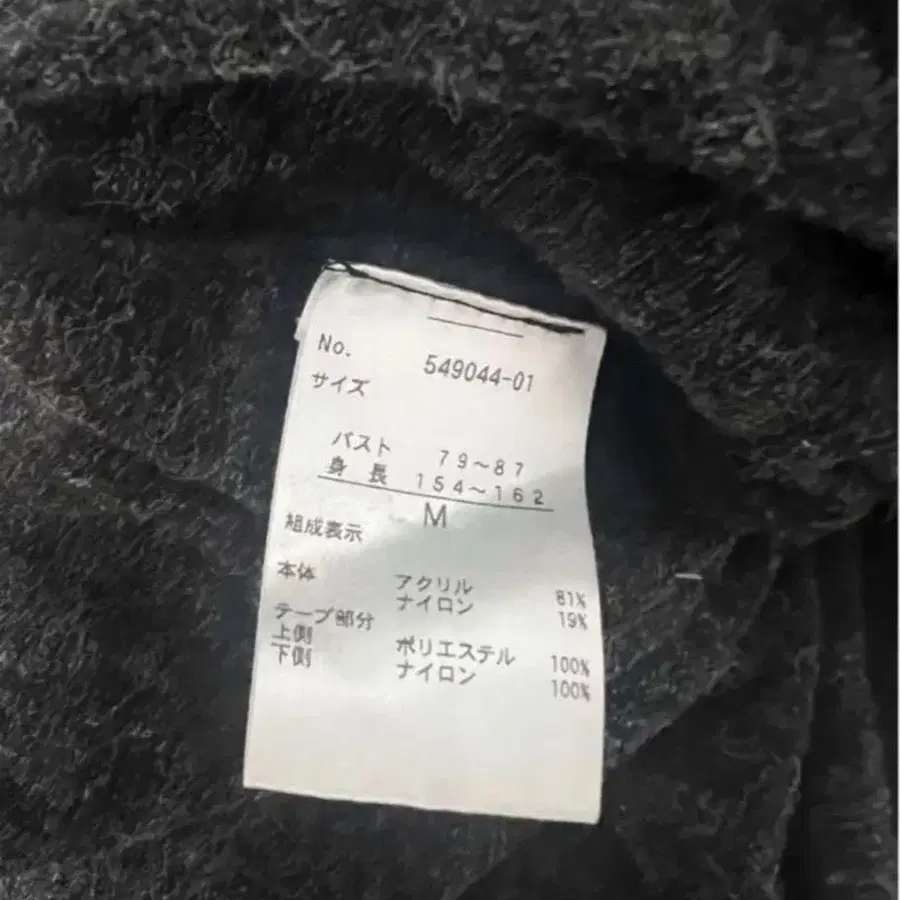 No. 549044-01
サイズ
バスト 79～87
身長 154～162
M
組成表示
本体 アクリル 81%
ナイロン 19%
テープ部分
上側 ポリエステル 100%
下側 ナイロン 100%